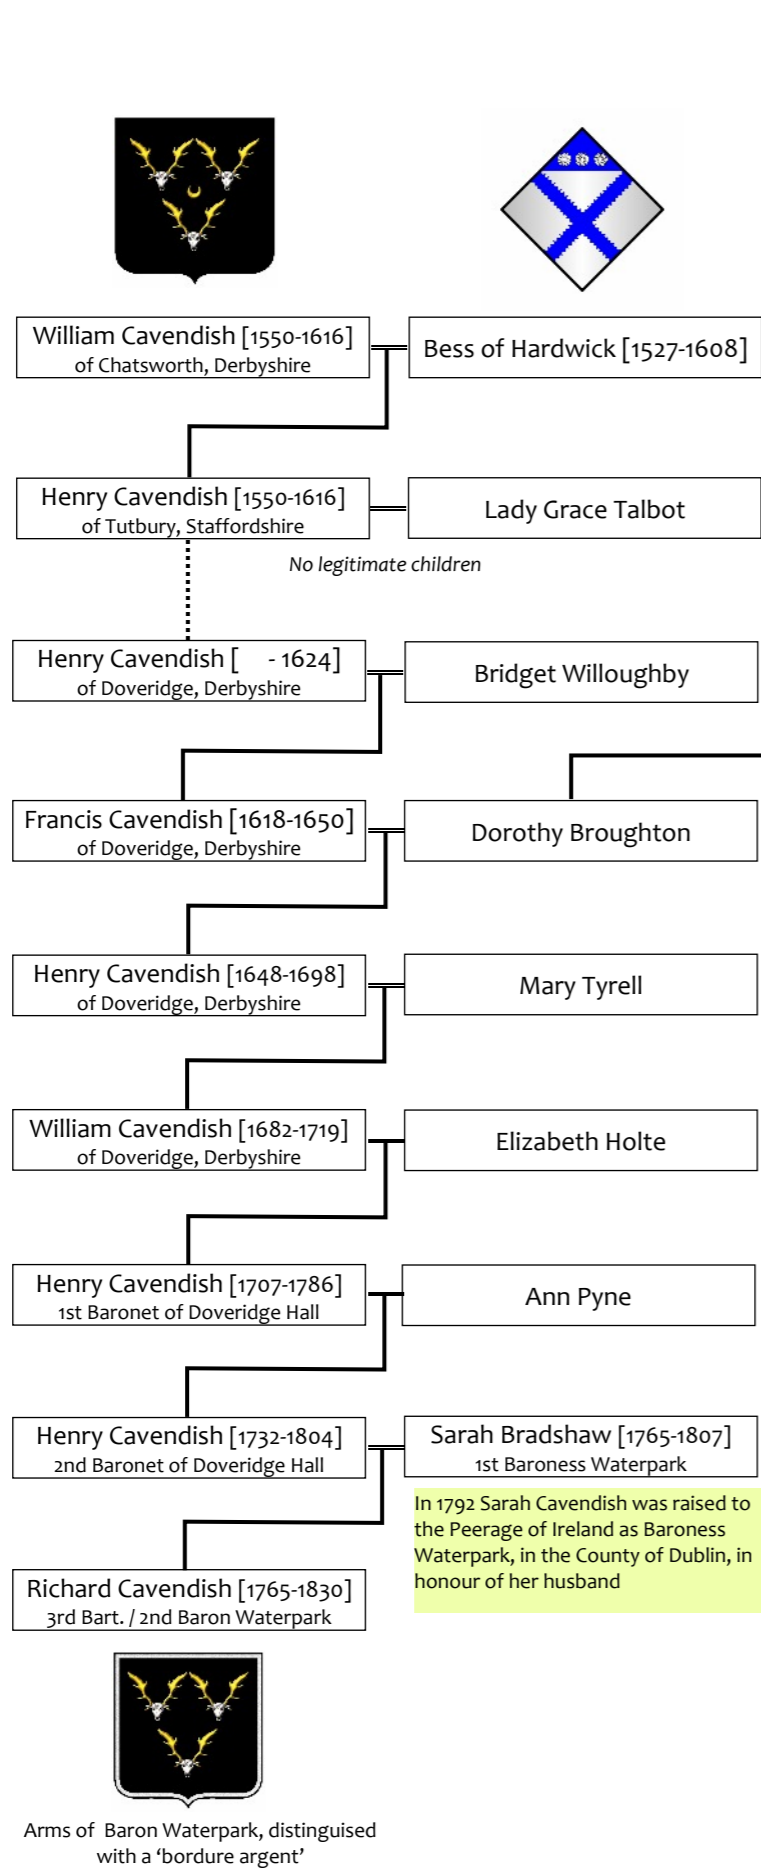 William Cavendish [1550-1616]
of Chatsworth, Derbyshire
Bess of Hardwick [1527-1608]
Henry Cavendish [1550-1616]
of Tutbury, Staffordshire
Lady Grace Talbot
No legitimate children
Henry Cavendish [ - 1624]
of Doveridge, Derbyshire
Bridget Willoughby
Francis Cavendish [1618-1650]
of Doveridge, Derbyshire
Dorothy Broughton
Henry Cavendish [1648-1698]
of Doveridge, Derbyshire
Mary Tyrell
William Cavendish [1682-1719]
of Doveridge, Derbyshire
Elizabeth Holte
Henry Cavendish [1707-1786]
1st Baronet of Doveridge Hall
Ann Pyne
Henry Cavendish [1732-1804]
2nd Baronet of Doveridge Hall
Sarah Bradshaw [1765-1807]
1st Baroness Waterpark
In 1792 Sarah Cavendish was raised to
the Peerage of Ireland as Baroness
Waterpark, in the County of Dublin, in
honour of her husband
Richard Cavendish [1765-1830]
3rd Bart. / 2nd Baron Waterpark
Arms of Baron Waterpark, distinguised
with a ‘bordure argent’